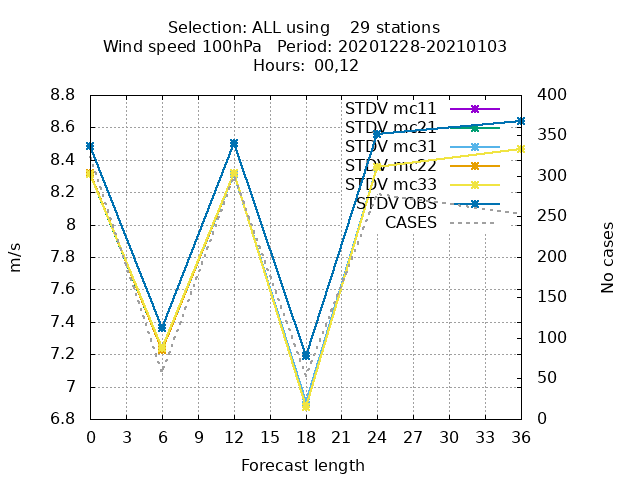 Selection: ALL using    29 stations
Wind speed 100hPa   Period: 20201228-20210103
Hours:  00,12
8.8
8.6
8.4
8.2
8
7.8
7.6
7.4
7.2
7
6.8
m/s
400
350
300
250
200
150
100
50
0
No cases
STDV mc11
STDV mc21
STDV mc31
STDV mc22
STDV mc33
STDV OBS
CASES
0 3 6 9 12 15 18 21 24 27 30 33 36
Forecast length